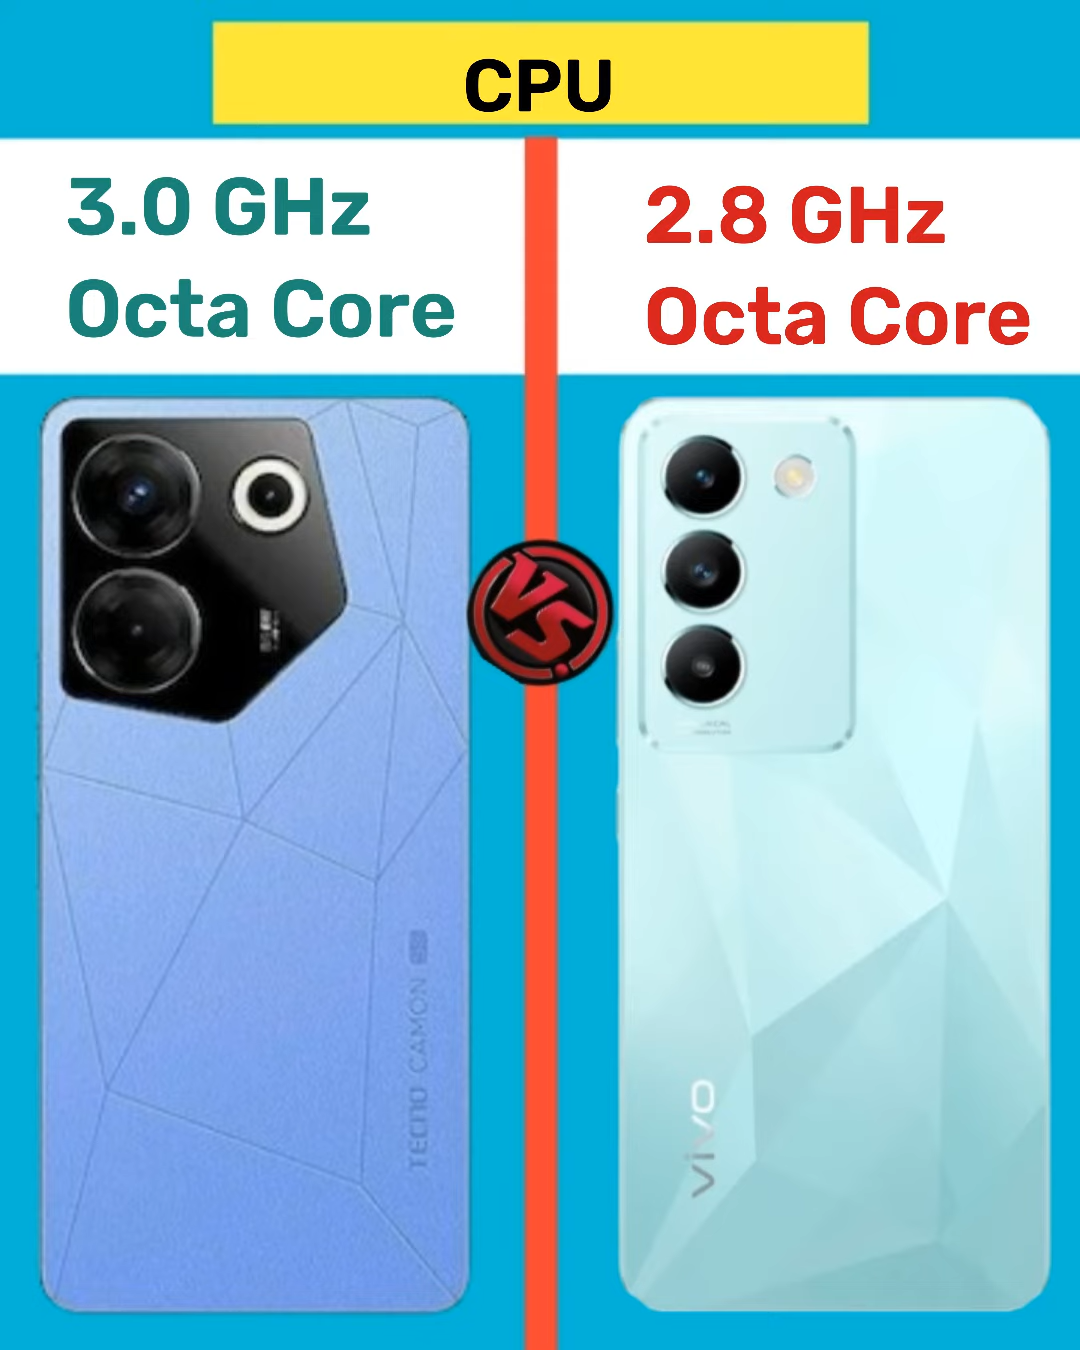 CPU
3.0 GHz
Octa Core
2.8 GHz
Octa Core
VS.
TECNO CAMON
vivo